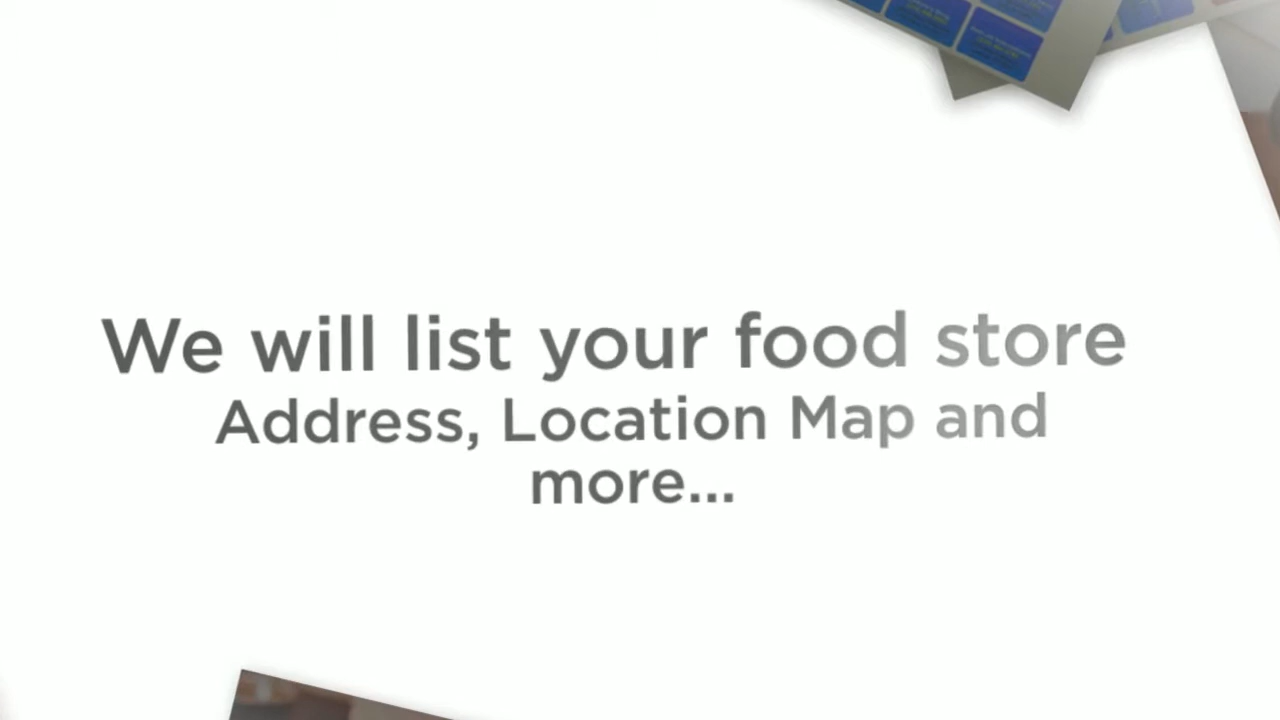 We will list your food store
Address, Location Map and
more...